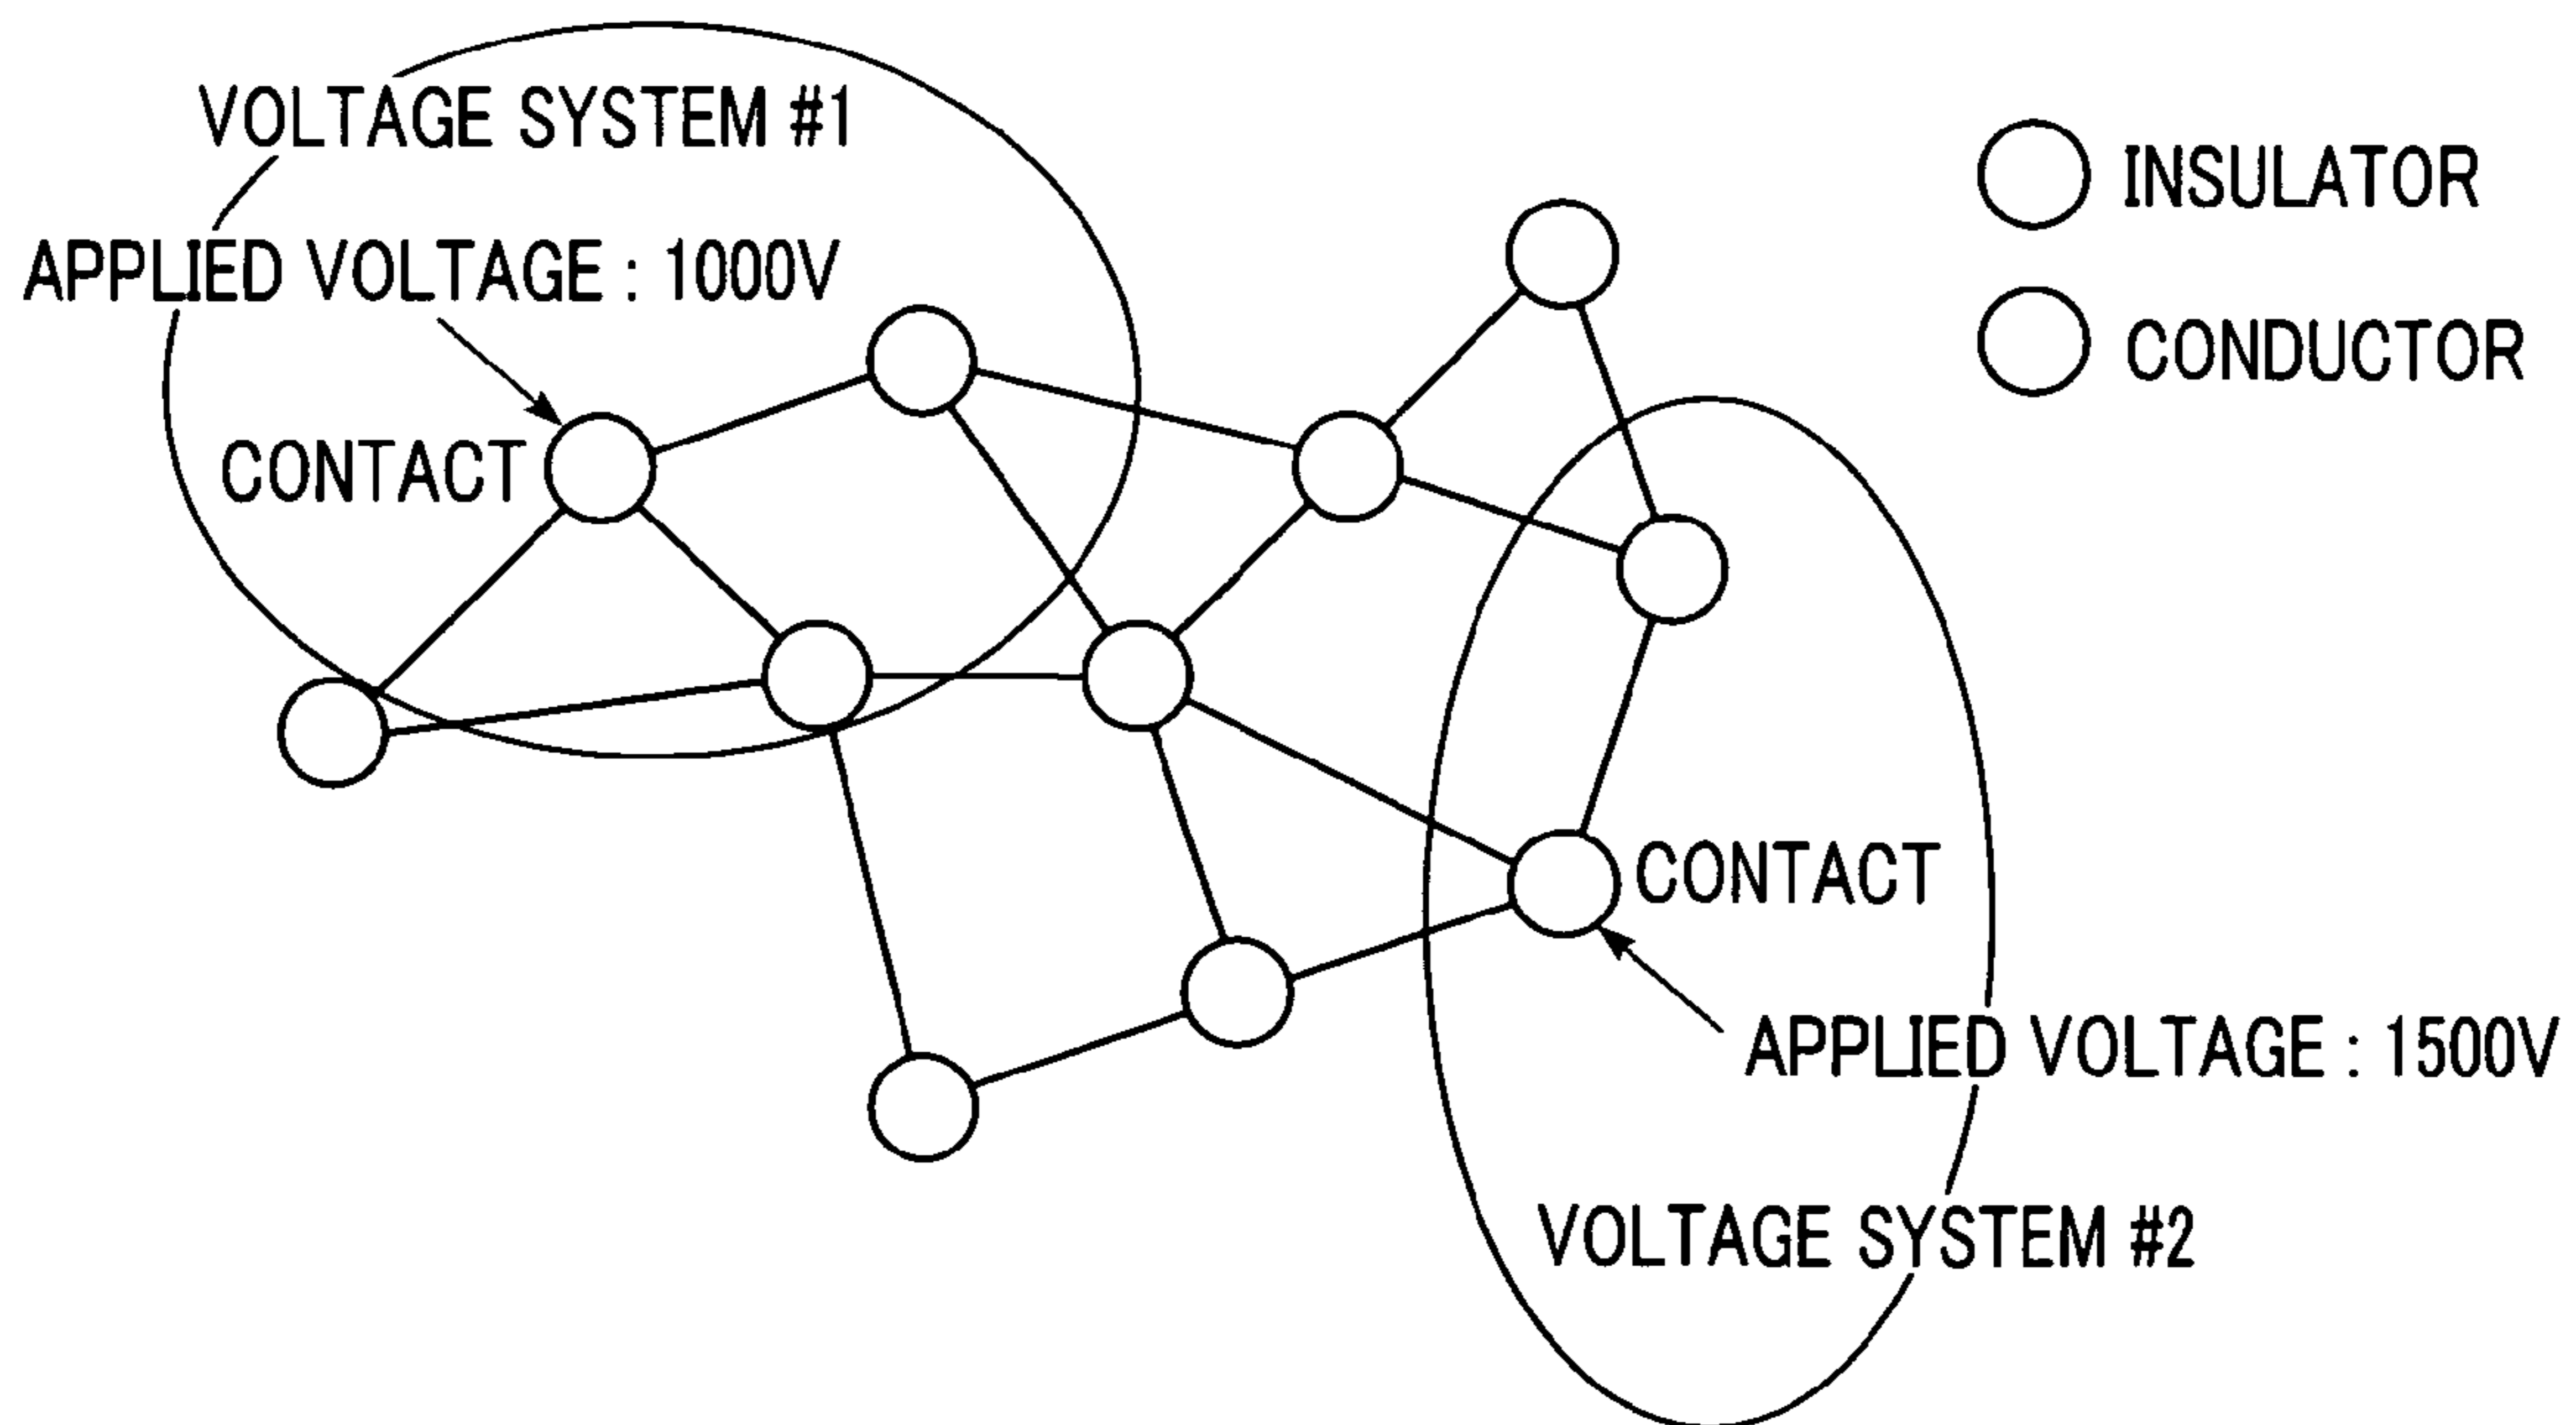 VOLTAGE SYSTEM #1
INSULATOR
APPLIED VOLTAGE : 1000V
CONDUCTOR
CONTACT
CONTACT
APPLIED VOLTAGE : 1500V
VOLTAGE SYSTEM #2